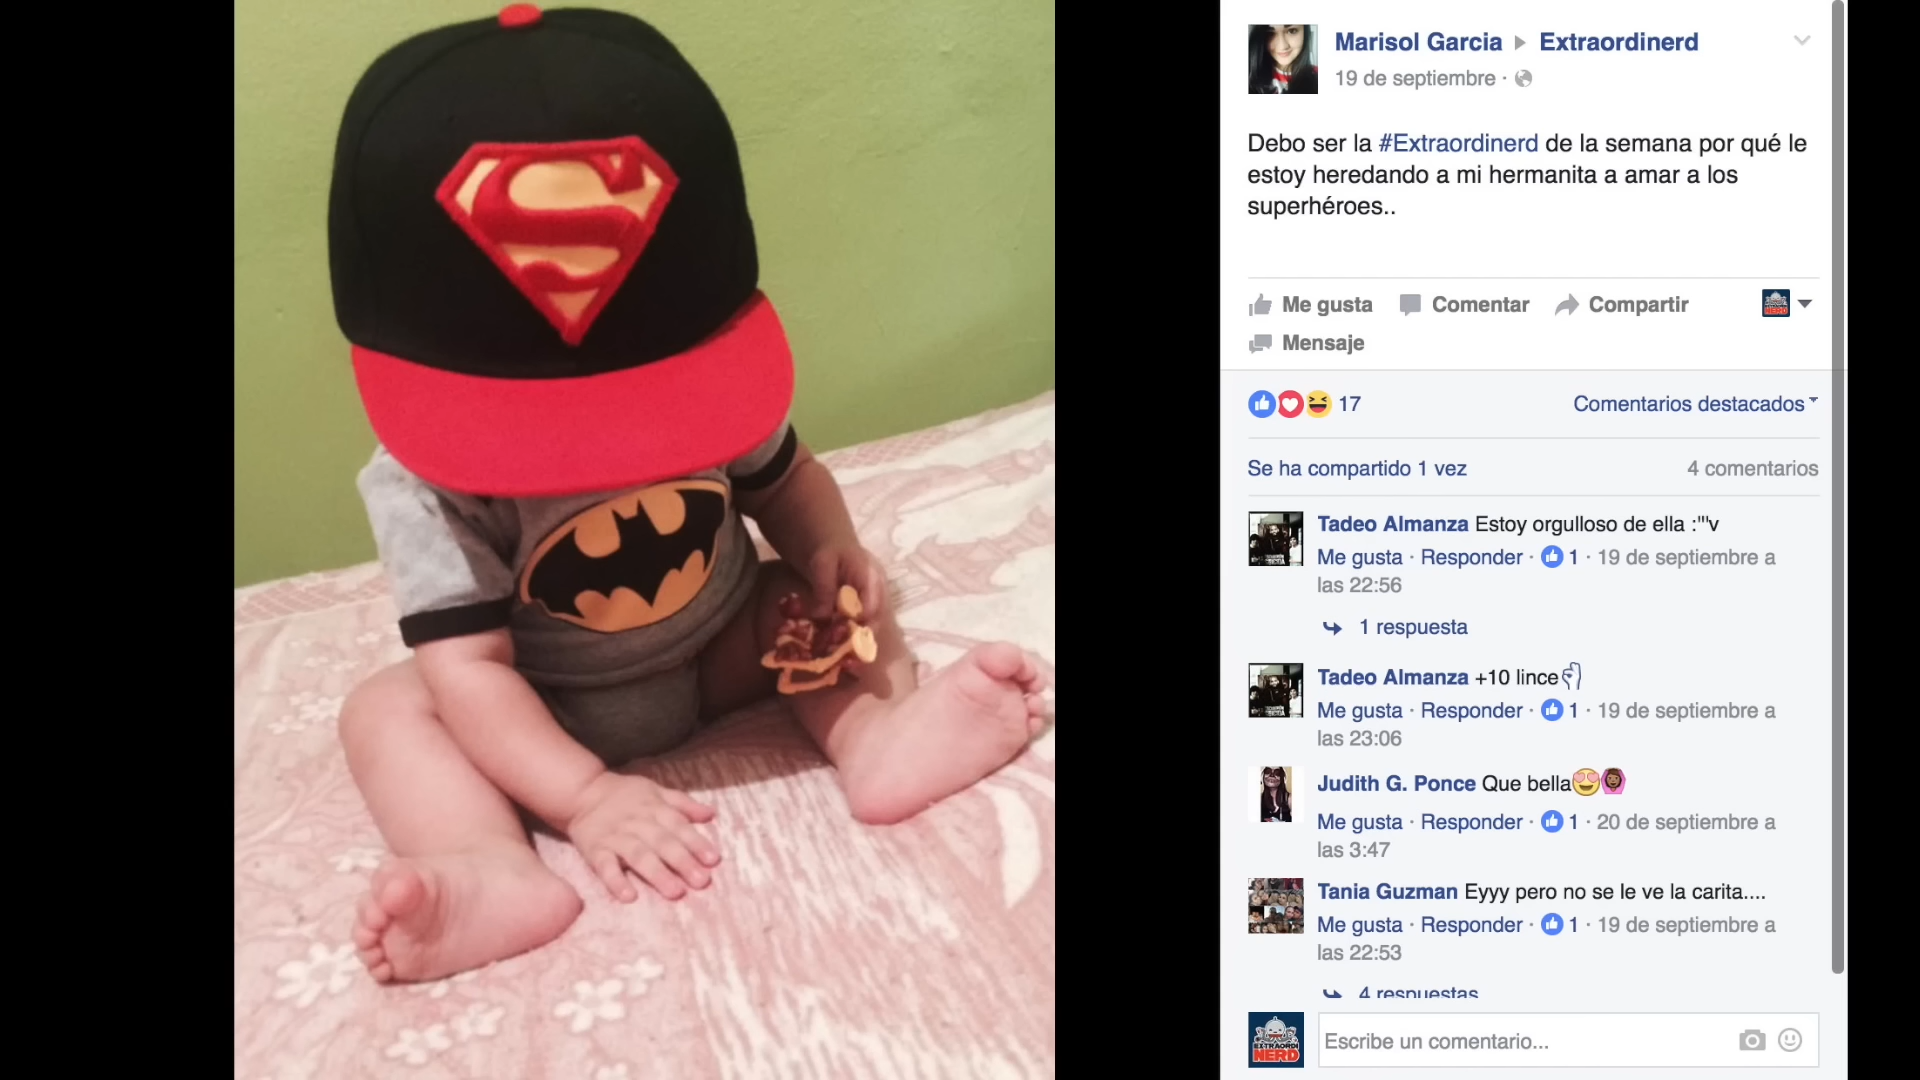 Marisol Garcia ▸ Extraordinerd
19 de septiembre ·
Debo ser la #Extraordinerd de la semana por qué le
estoy heredando a mi hermanita a amar a los
superhéroes..
Me gusta Comentar Compartir
Mensaje
17 Comentarios destacados
Se ha compartido 1 vez 4 comentarios
Tadeo Almanza Estoy orgulloso de ella :'''v
Me gusta · Responder · 1 · 19 de septiembre a
las 22:56
1 respuesta
Tadeo Almanza +10 lince👌
Me gusta · Responder · 1 · 19 de septiembre a
las 23:06
Judith G. Ponce Que bella😍🙆🏾
Me gusta · Responder · 1 · 20 de septiembre a
las 3:47
Tania Guzman Eyyy pero no se le ve la carita....
Me gusta · Responder · 1 · 19 de septiembre a
las 22:53
4 respuestas
EXTRAORDI
NERD
Escribe un comentario...
S